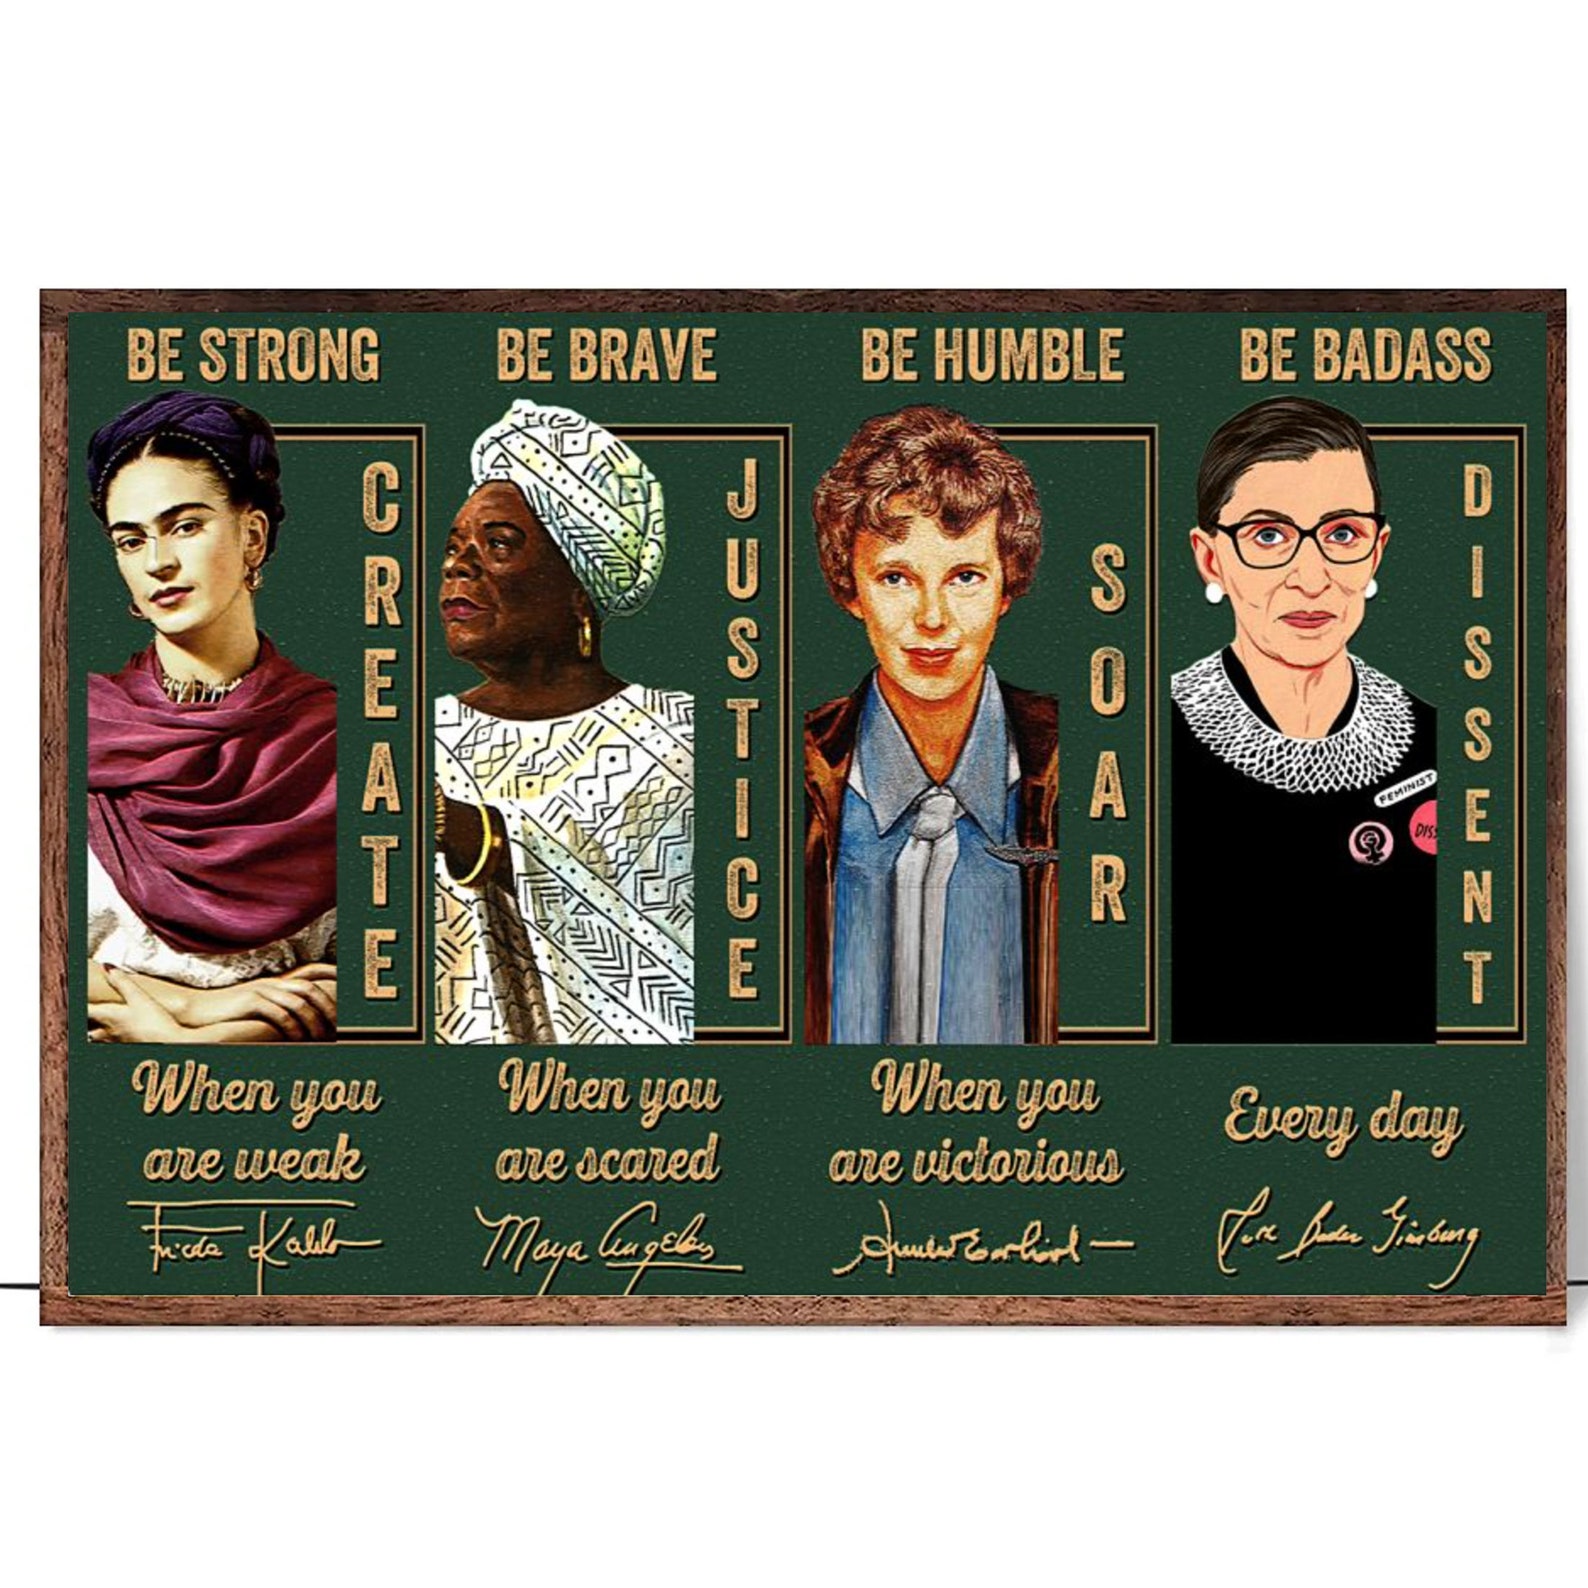 BE STRONG
CREATE
When you
are weak
Frida Kahlo
BE BRAVE
JUSTICE
When you
are scared
Maya Angelou
BE HUMBLE
SOAR
When you
are victorious
Amelia Earhart
BE BADASS
DISSENT
FEMINIST
DISS
Every day
Ruth Bader Ginsburg